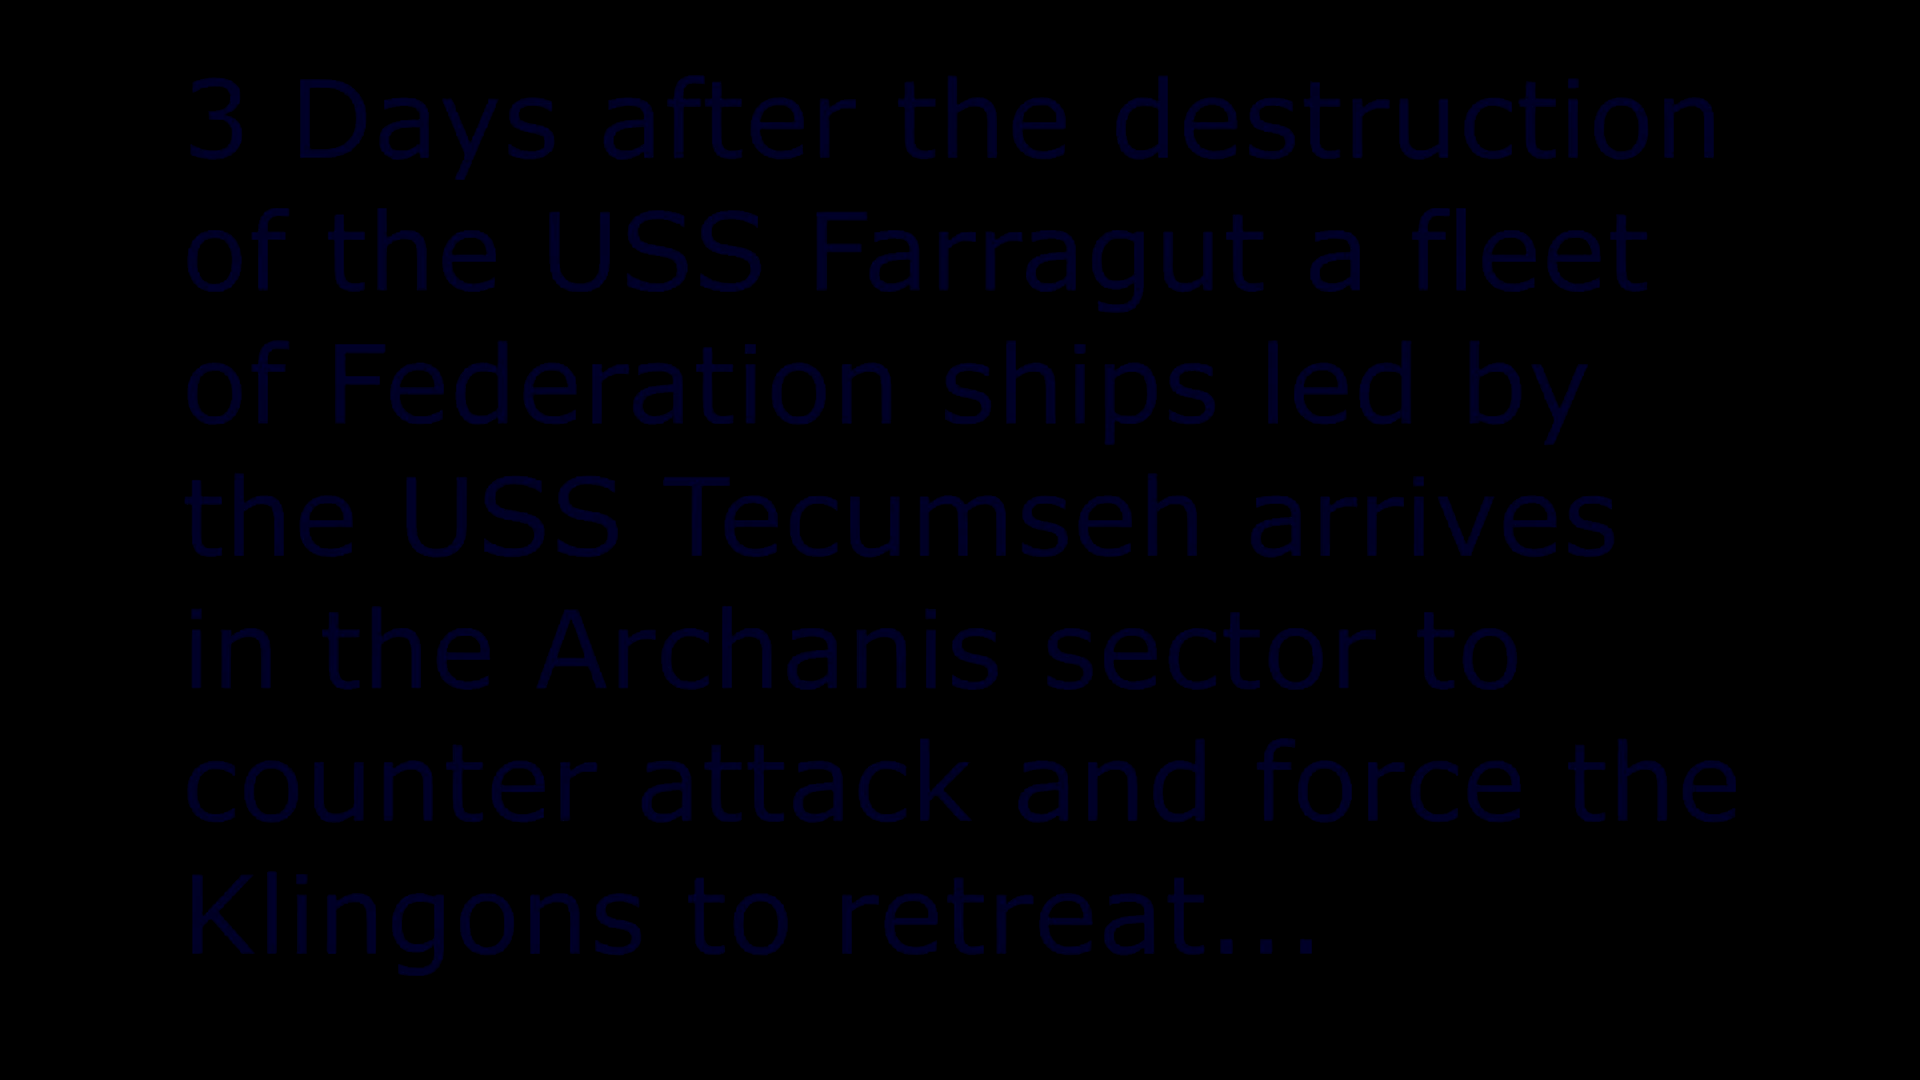 3 Days after the destruction
of the USS Farragut a fleet
of Federation ships led by
the USS Tecumseh arrives
in the Archanis sector to
counter attack and force the
Klingons to retreat...